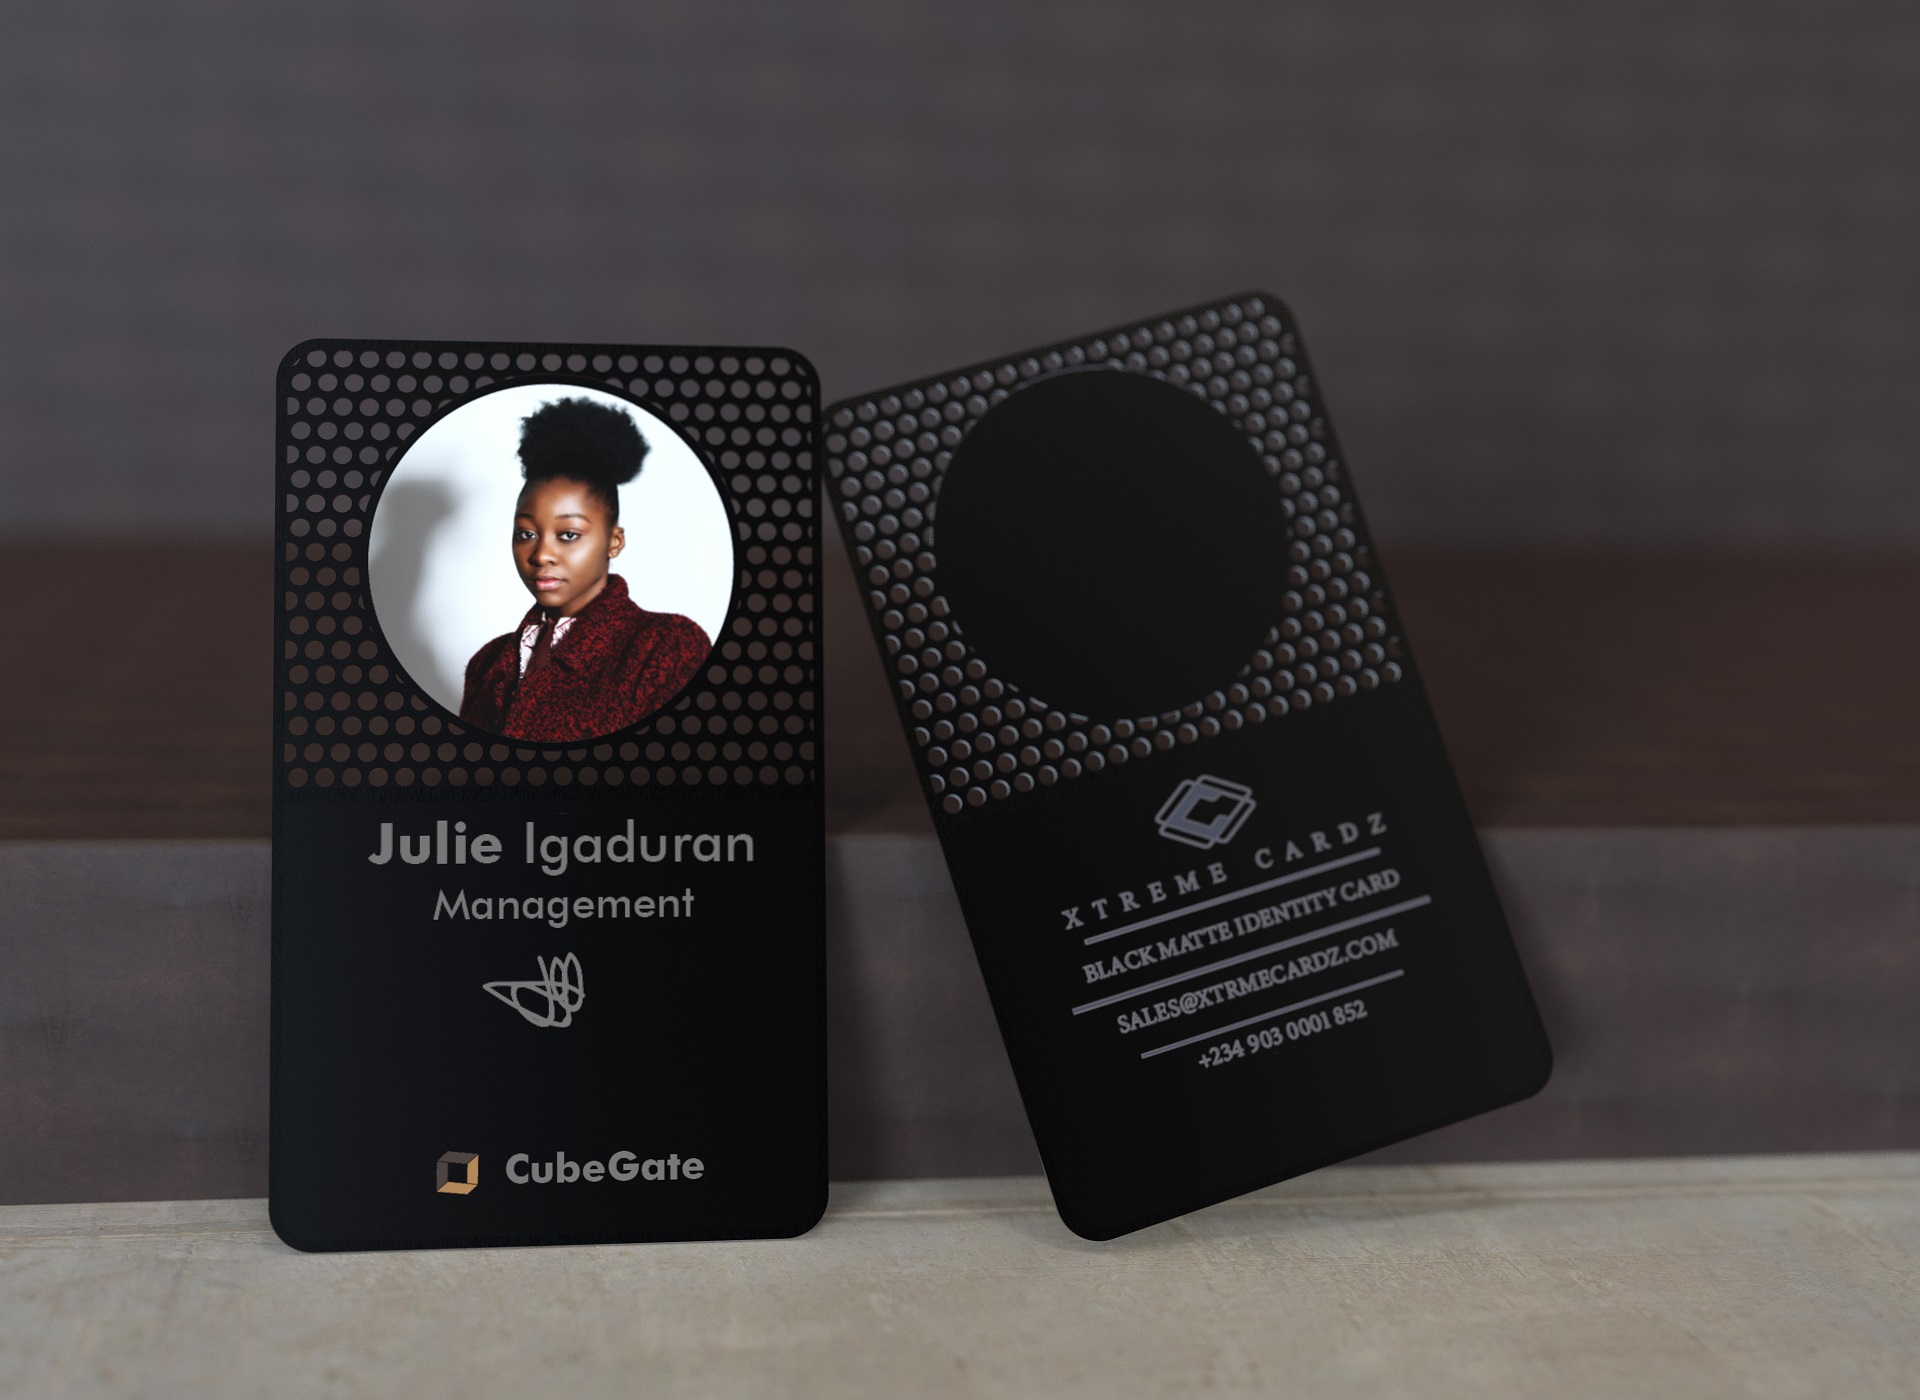 Julie Igaduran
Management
CubeGate
XTREME CARDZ
BLACK MATTE IDENTITY CARD
SALES@XTRMECARDZ.COM
+234 903 0001 852